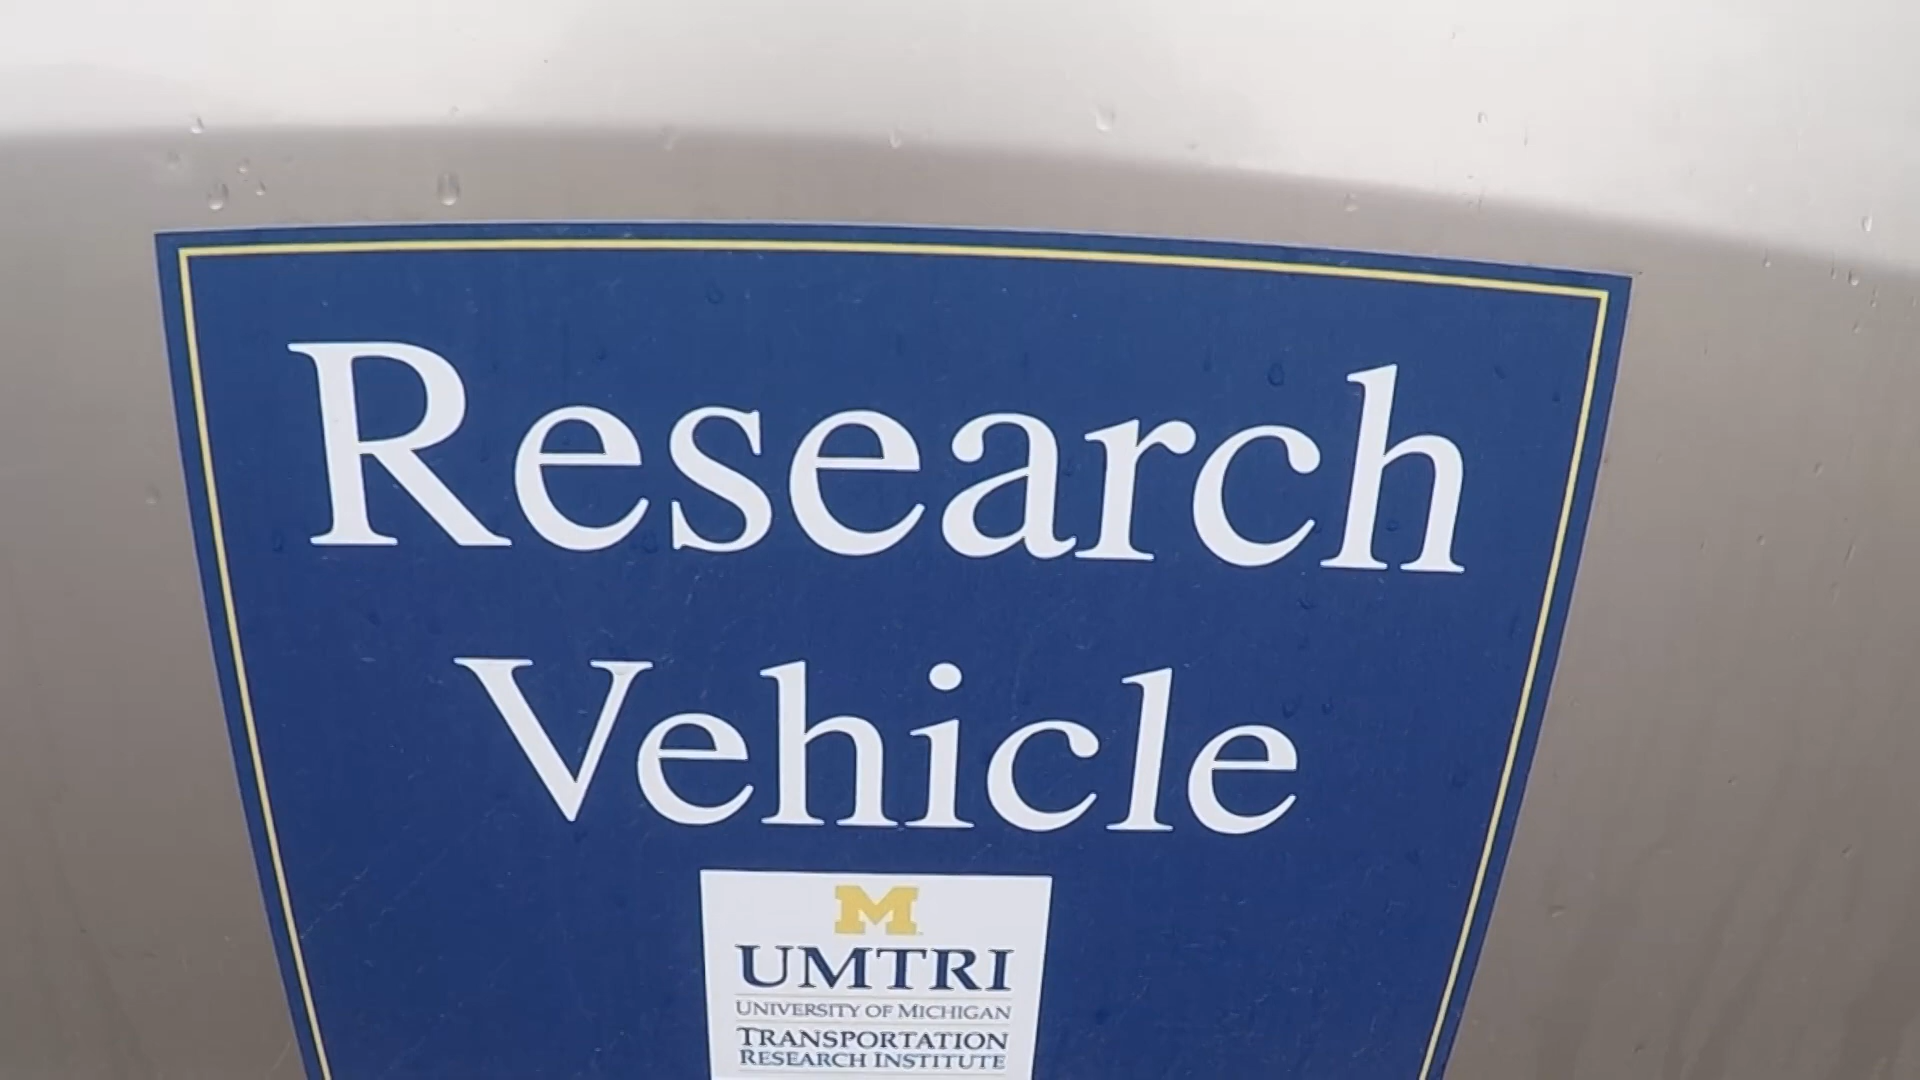 Research
Vehicle
M
UMTRI
UNIVERSITY OF MICHIGAN
TRANSPORTATION
RESEARCH INSTITUTE